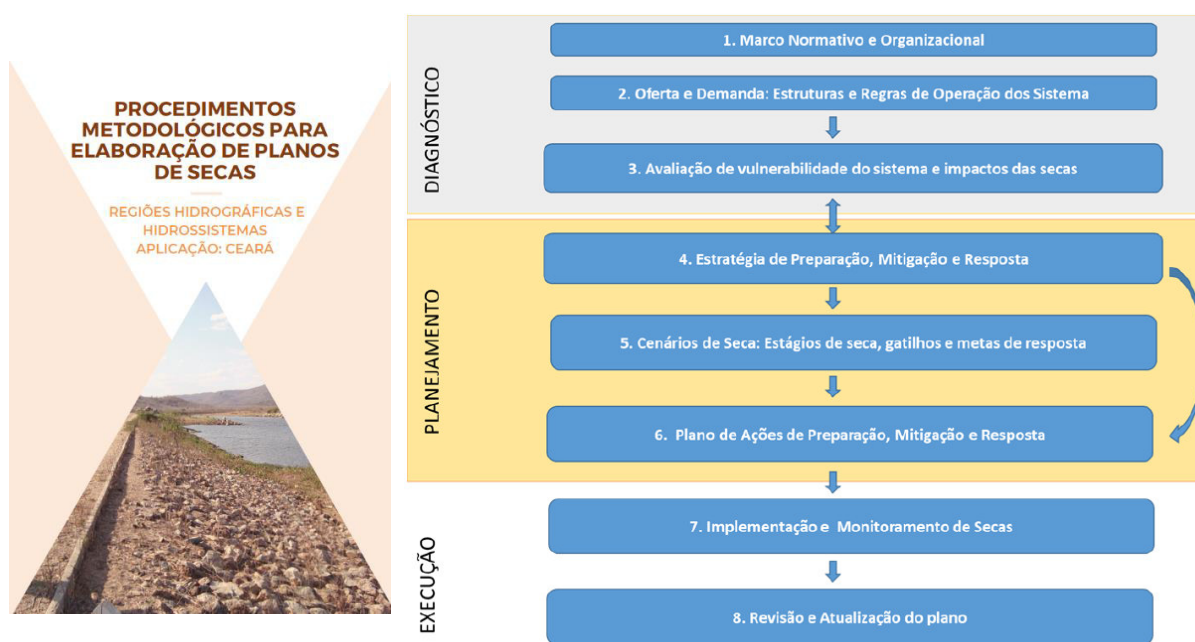 PROCEDIMENTOS
METODOLÓGICOS PARA
ELABORAÇÃO DE PLANOS
DE SECAS
REGIÕES HIDROGRÁFICAS E
HIDROSSISTEMAS
APLICAÇÃO: CEARÁ
DIAGNÓSTICO
1. Marco Normativo e Organizacional
2. Oferta e Demanda: Estruturas e Regras de Operação dos Sistema
3. Avaliação de vulnerabilidade do sistema e impactos das secas
PLANEJAMENTO
4. Estratégia de Preparação, Mitigação e Resposta
5. Cenários de Seca: Estágios de seca, gatilhos e metas de resposta
6. Plano de Ações de Preparação, Mitigação e Resposta
EXECUÇÃO
7. Implementação e Monitoramento de Secas
8. Revisão e Atualização do plano